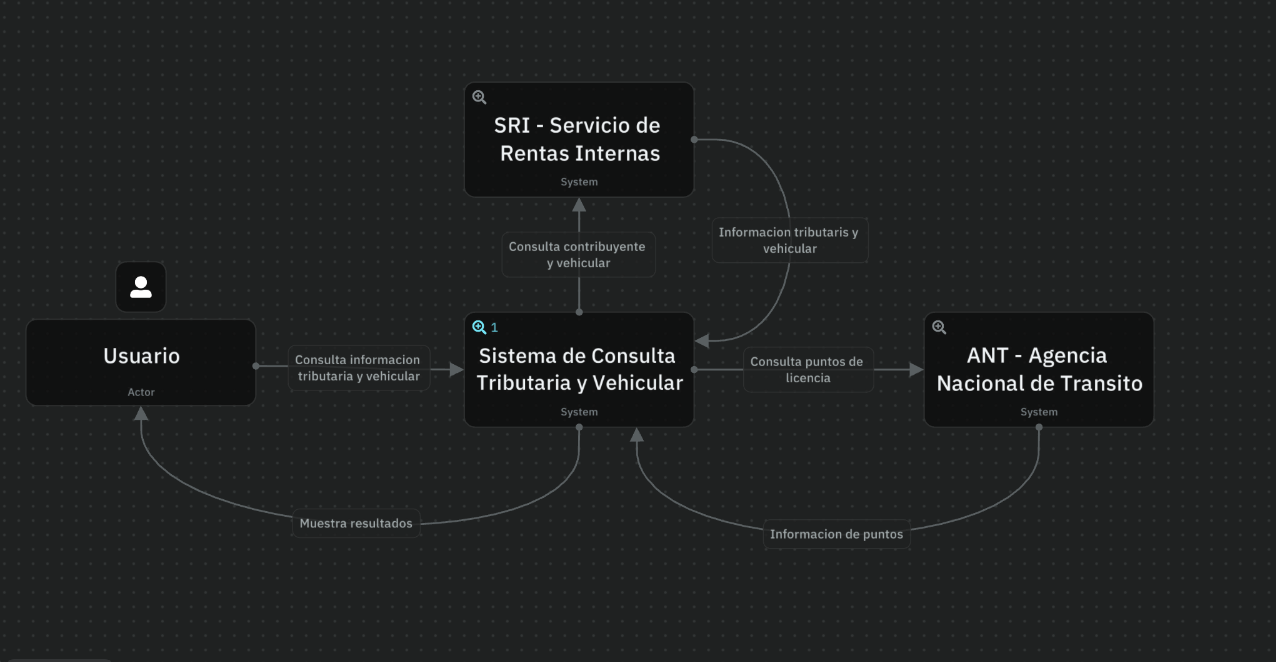 SRI - Servicio de
Rentas Internas
System
Consulta contribuyente
y vehicular
Informacion tributaris y
vehicular
Usuario
Actor
Consulta informacion
tributaria y vehicular
1
Sistema de Consulta
Tributaria y Vehicular
System
Consulta puntos de
licencia
ANT - Agencia
Nacional de Transito
System
Muestra resultados
Informacion de puntos